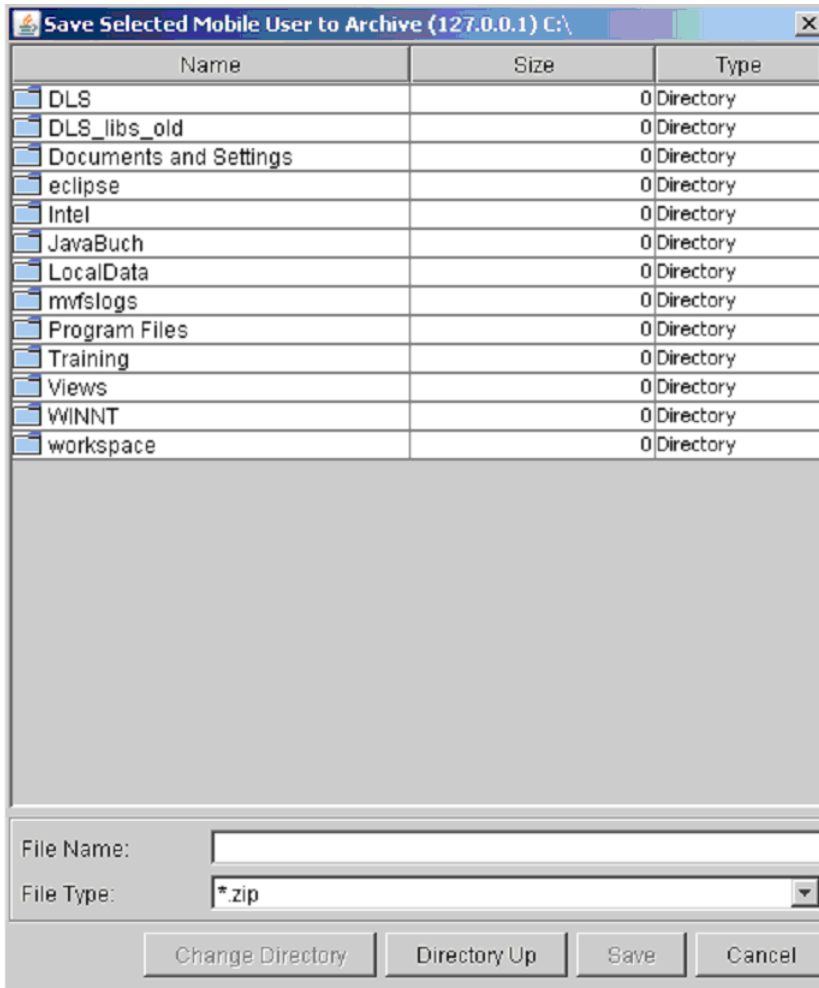 Save Selected Mobile User to Archive (127.0.0.1) C:\
Name Size Type
DLS 0 Directory
DLS_libs_old 0 Directory
Documents and Settings 0 Directory
eclipse 0 Directory
Intel 0 Directory
JavaBuch 0 Directory
LocalData 0 Directory
mvfslogs 0 Directory
Program Files 0 Directory
Training 0 Directory
Views 0 Directory
WINNT 0 Directory
workspace 0 Directory
File Name:
File Type: *.zip
Change Directory Directory Up Save Cancel